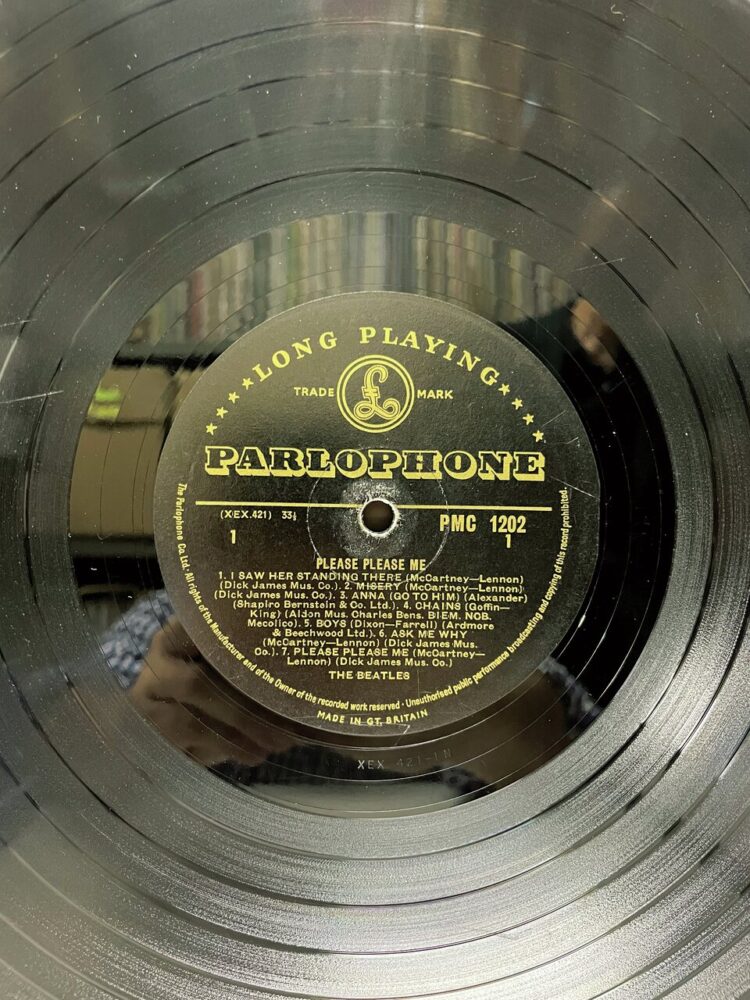 ★★★★LONG PLAYING★★★★
TRADE MARK
£
PARLOPHONE
(XEX.421) 33⅓
PMC 1202
1
1
PLEASE PLEASE ME
1. I SAW HER STANDING THERE (McCartney—Lennon)
(Dick James Mus. Co.). 2. MISERY (McCartney—Lennon)
(Dick James Mus. Co.). 3. ANNA (GO TO HIM) (Alexander)
(Shapiro Bernstein & Co. Ltd.). 4. CHAINS (Goffin—
King) (Aldon Mus. Charles Bens. BIEM. NCB.
Mecolico). 5. BOYS (Dixon—Farrell) (Ardmore
& Beechwood Ltd.). 6. ASK ME WHY
(McCartney—Lennon) (Dick James Mus.
Co.). 7. PLEASE PLEASE ME (McCartney—
Lennon) (Dick James Mus. Co.)
THE BEATLES
The Parlophone Co. Ltd. All rights of the Manufacturer and of the Owner of the recorded work reserved · Unauthorised public performance broadcasting and copying of this record prohibited.
MADE IN GT. BRITAIN
XEX 421-1N